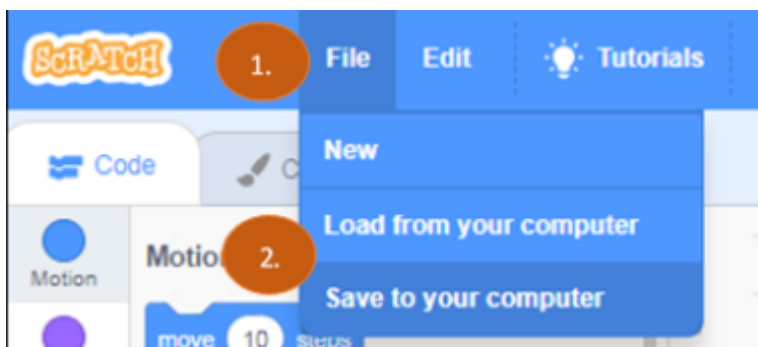 SCRATCH 1. File Edit Tutorials
New
Code C
Load from your computer
Motio 2.
Motion
Save to your computer
move 10 steps